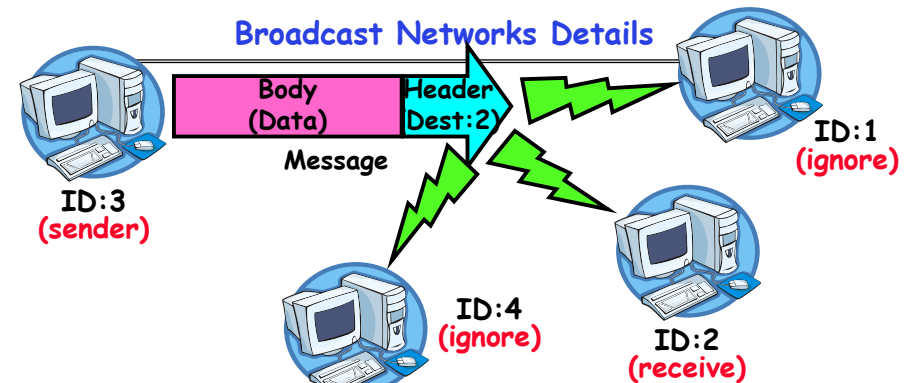 Broadcast Networks Details
Body
(Data)
Header
(Dest:2)
Message
ID:1
(ignore)
ID:3
(sender)
ID:4
(ignore)
ID:2
(receive)